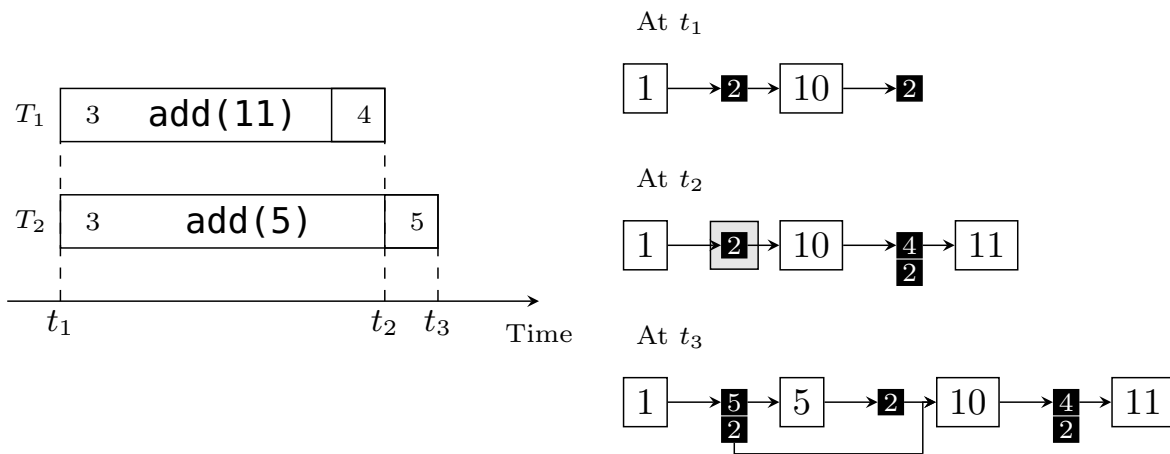 T₁ 3 add(11) 4
T₂ 3 add(5) 5
t₁ t₂ t₃
Time
At t₁
1 2 10 2
At t₂
1 2 10 4 11
2
At t₃
1 5 5 2 10 4 11
2 2